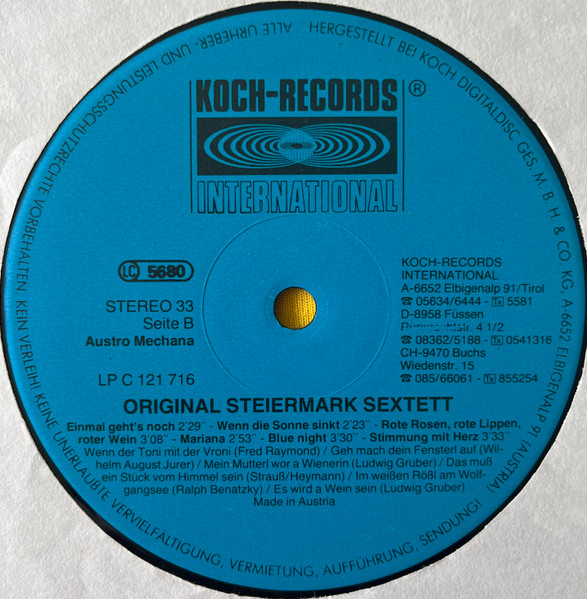 ALLE URHEBER- UND LEISTUNGSSCHUTZRECHTE VORBEHALTEN. KEIN VERLEIH! KEINE UNERLAUBTE VERVIELFÄLTIGUNG, VERMIETUNG, AUFFÜHRUNG, SENDUNG!
HERGESTELLT BEI KOCH DIGITALDISC GES. M. B. H. & CO. KG, A-6652 ELBIGENALP 91 (AUSTRIA)
KOCH-RECORDS ®
INTERNATIONAL
LC 5680
STEREO 33
Seite B
Austro Mechana
LP C 121 716
KOCH-RECORDS
INTERNATIONAL
A-6652 Elbigenalp 91/Tirol
☎ 05634/6444 - Tx 5581
D-8958 Füssen
4 1/2
☎ 08362/5188 - Tx 0541316
CH-9470 Buchs
Wiedenstr. 15
☎ 085/66061 - Tx 855254
ORIGINAL STEIERMARK SEXTETT
Einmal geht's noch 2'29" - Wenn die Sonne sinkt 2'23" - Rote Rosen, rote Lippen,
roter Wein 3'08" - Mariana 2'53" - Blue night 3'30" - Stimmung mit Herz 3'33"
Wenn der Toni mit der Vroni (Fred Raymond) / Geh mach dein Fensterl auf (Wil-
helm August Jurer) / Mein Mutterl wor a Wienerin (Ludwig Gruber) / Das muß
ein Stück vom Himmel sein (Strauß/Heymann) / Im weißen Rößl am Wolf-
gangsee (Ralph Benatzky) / Es wird a Wein sein (Ludwig Gruber)
Made in Austria